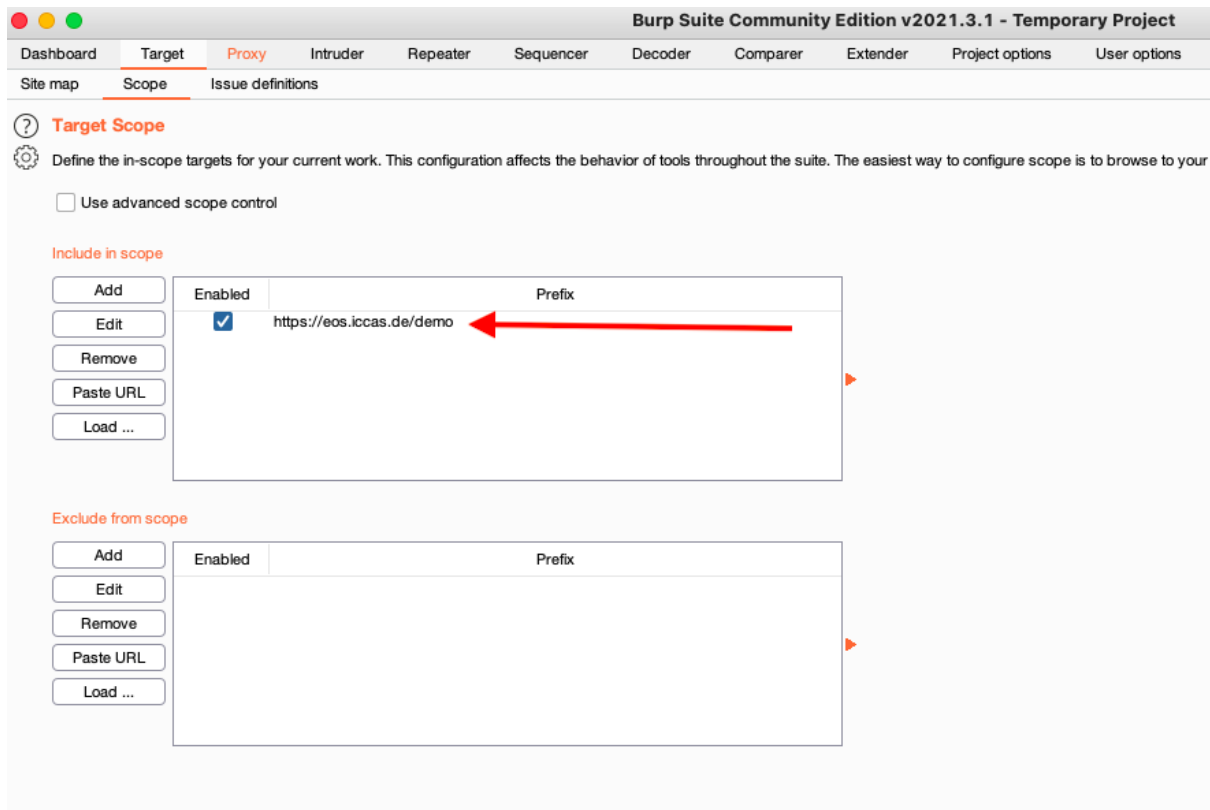 Burp Suite Community Edition v2021.3.1 - Temporary Project
Dashboard Target Proxy Intruder Repeater Sequencer Decoder Comparer Extender Project options User options
Site map Scope Issue definitions
? Target Scope
Define the in-scope targets for your current work. This configuration affects the behavior of tools throughout the suite. The easiest way to configure scope is to browse to your
Use advanced scope control
Include in scope
Add Enabled Prefix
Edit https://eos.iccas.de/demo
Remove
Paste URL
Load ...
Exclude from scope
Add Enabled Prefix
Edit
Remove
Paste URL
Load ...